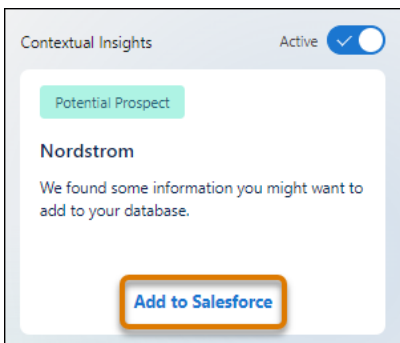 Contextual Insights Active
Potential Prospect
Nordstrom
We found some information you might want to
add to your database.
Add to Salesforce